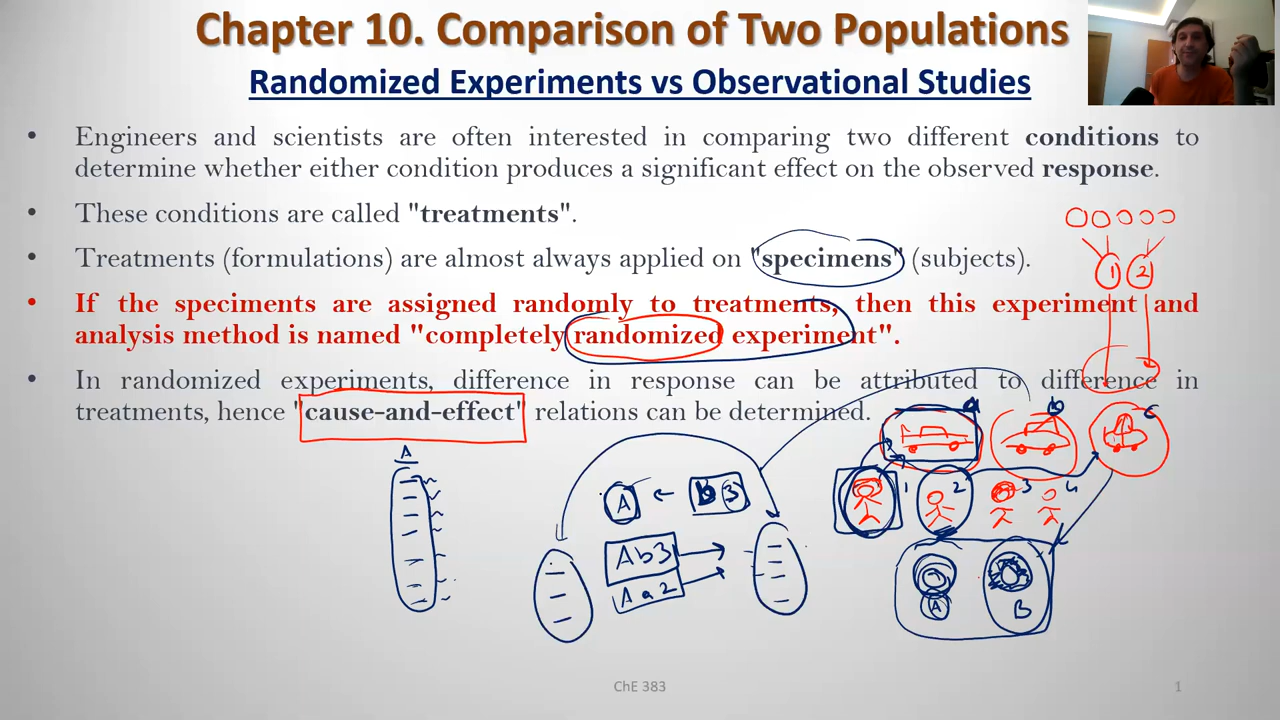 Chapter 10. Comparison of Two Populations
Randomized Experiments vs Observational Studies
• Engineers and scientists are often interested in comparing two different conditions to
determine whether either condition produces a significant effect on the observed response.
• These conditions are called "treatments".
• Treatments (formulations) are almost always applied on "specimens" (subjects).
• If the speciments are assigned randomly to treatments, then this experiment and
analysis method is named "completely randomized experiment".
• In randomized experiments, difference in response can be attributed to difference in
treatments, hence "cause-and-effect" relations can be determined.
1 2
a b c
1 2 3 4
A
A b 3
Ab3
Aa2
A B
ChE 383
1